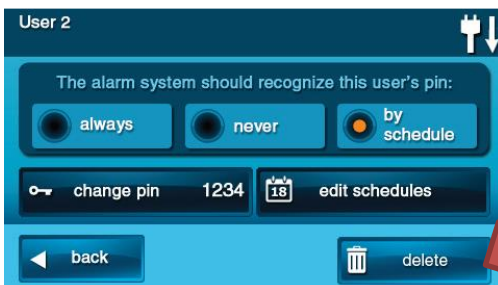 User 2
The alarm system should recognize this user's pin:
always
never
by
schedule
change pin 1234
18 edit schedules
back
delete